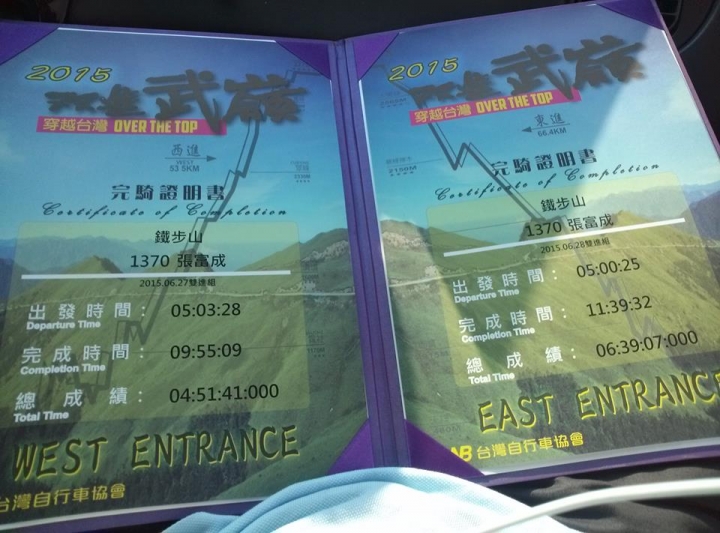 2015
武嶺
穿越台灣 OVER THE TOP
西進
WEST
53.5KM
完騎證明書
Certificate of Completion
鐵步山
1370 張富成
2015.06.27雙進組
出發時間： 05:03:28
Departure Time
完成時間： 09:55:09
Completion Time
總成績： 04:51:41:000
Total Time
WEST ENTRANCE
台灣自行車協會
2015
武嶺
穿越台灣 OVER THE TOP
東進
86.4KM
完騎證明書
Certificate of Completion
鐵步山
1370 張富成
2015.06.28雙進組
出發時間： 05:00:25
Departure Time
完成時間： 11:39:32
Completion Time
總成績： 06:39:07:000
Total Time
EAST ENTRANCE
台灣自行車協會